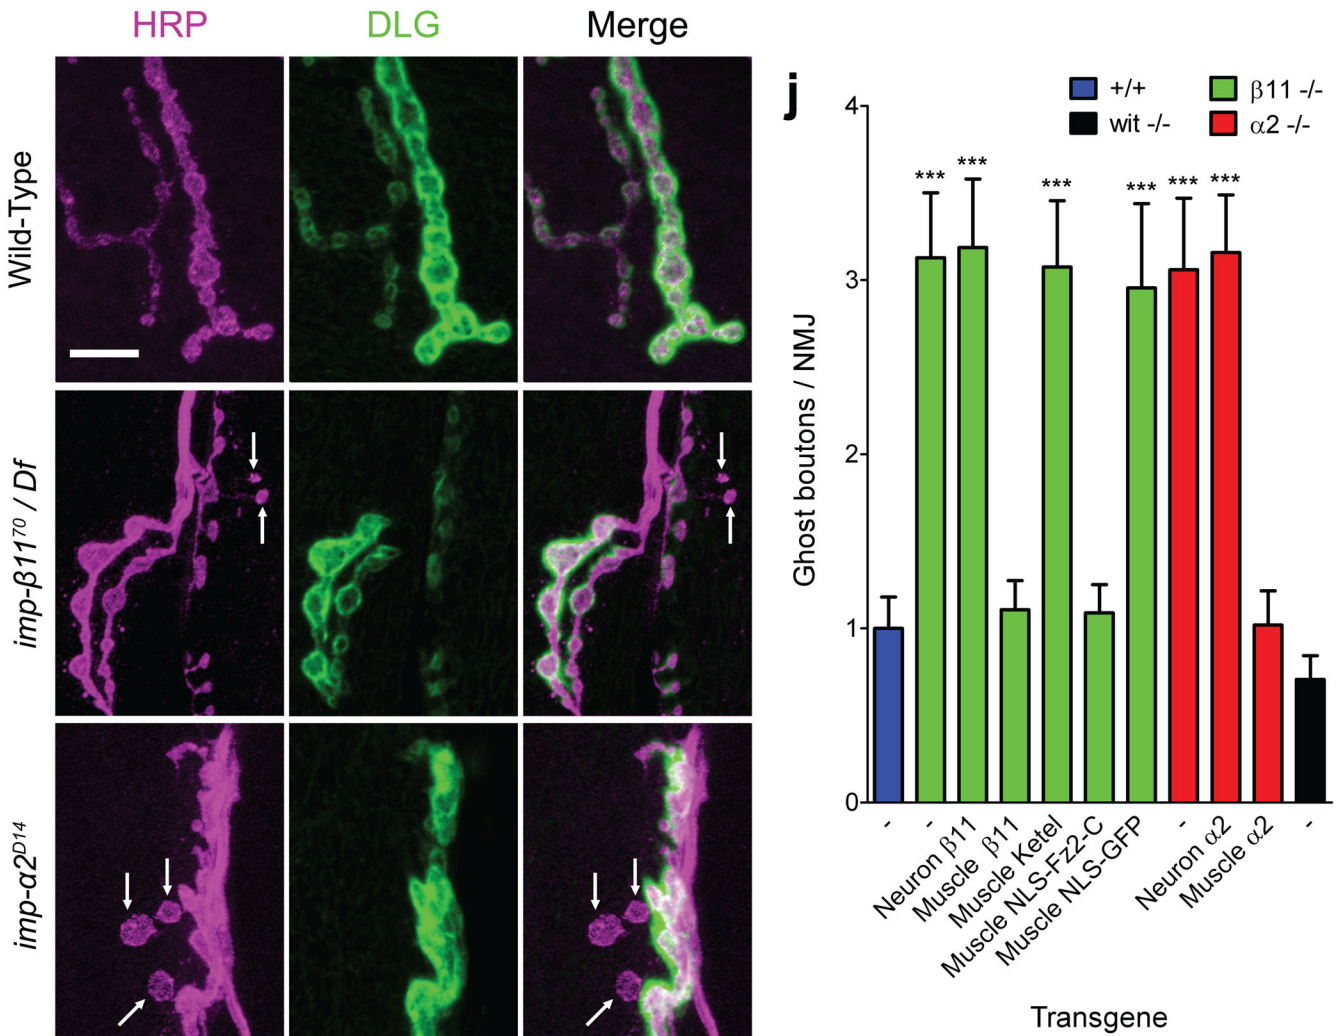 HRP
DLG
Merge
Wild-Type
imp-β11⁷⁰ / Df
imp-α2ᴰ¹⁴
j
+/+
wit -/-
β11 -/-
α2 -/-
Ghost boutons / NMJ
4
3
2
1
0
***
***
***
***
***
***
-
-
Neuron β11
Muscle β11
Muscle Ketel
Muscle NLS-Fz2-C
Muscle NLS-GFP
-
Neuron α2
Muscle α2
-
Transgene